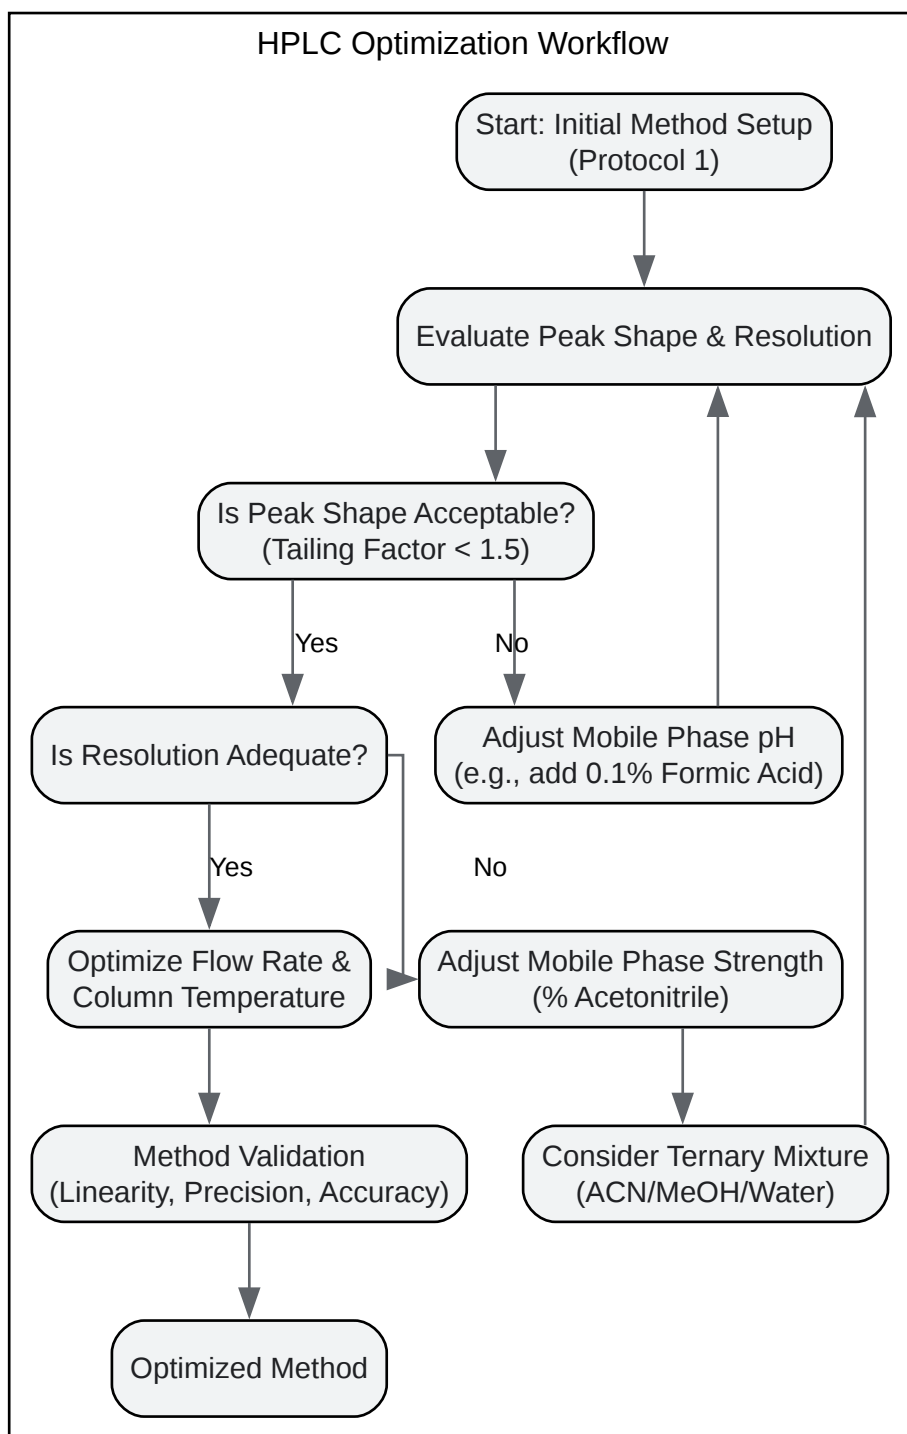 HPLC Optimization Workflow
Start: Initial Method Setup
(Protocol 1)
Evaluate Peak Shape & Resolution
Is Peak Shape Acceptable?
(Tailing Factor < 1.5)
Yes
No
Is Resolution Adequate?
Adjust Mobile Phase pH
(e.g., add 0.1% Formic Acid)
Yes
No
Optimize Flow Rate &
Column Temperature
Adjust Mobile Phase Strength
(% Acetonitrile)
Method Validation
(Linearity, Precision, Accuracy)
Consider Ternary Mixture
(ACN/MeOH/Water)
Optimized Method